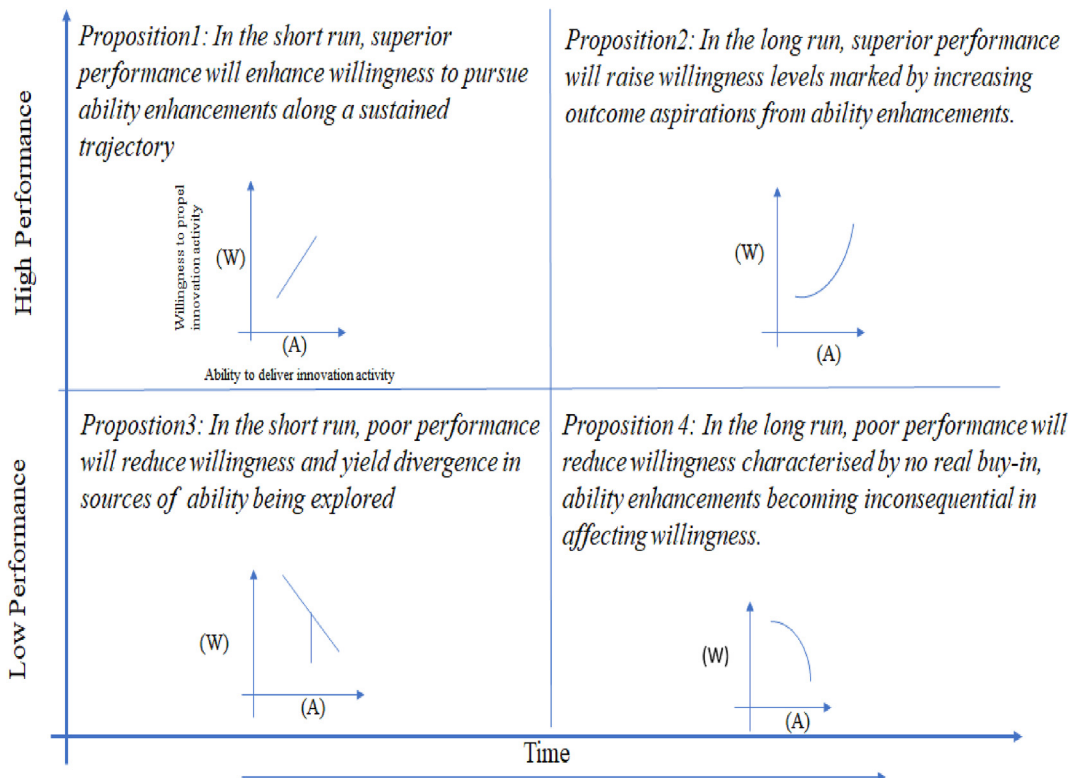 High Performance
Proposition1: In the short run, superior
performance will enhance willingness to pursue
ability enhancements along a sustained
trajectory
Willingness to propel
innovation activity
(W)
(A)
Ability to deliver innovation activity
Proposition2: In the long run, superior performance
will raise willingness levels marked by increasing
outcome aspirations from ability enhancements.
(W)
(A)
Low Performance
Propostion3: In the short run, poor performance
will reduce willingness and yield divergence in
sources of ability being explored
(W)
(A)
Proposition 4: In the long run, poor performance will
reduce willingness characterised by no real buy-in,
ability enhancements becoming inconsequential in
affecting willingness.
(W)
(A)
Time